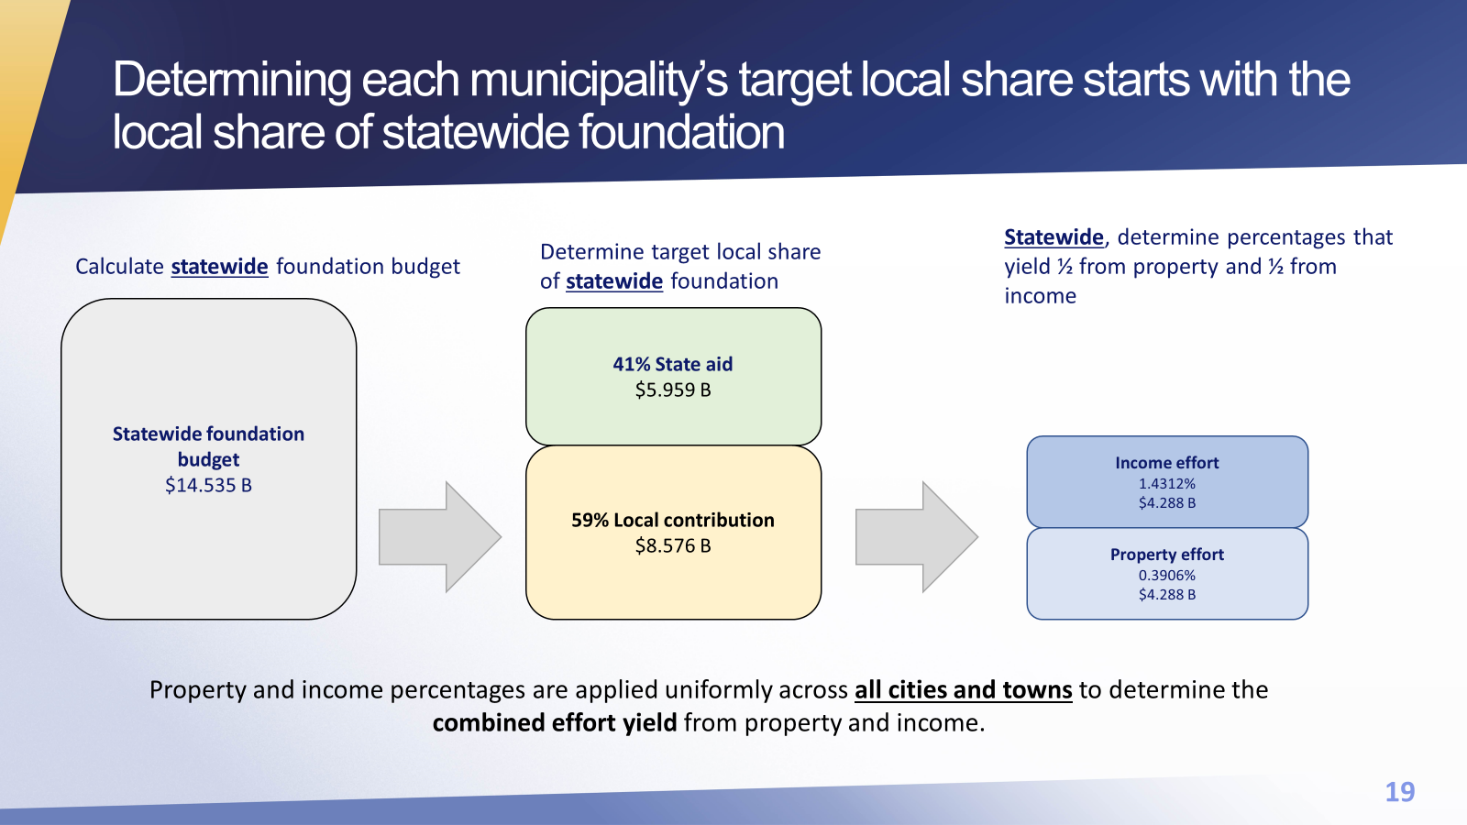 Determining each municipality's target local share starts with the
local share of statewide foundation
Calculate statewide foundation budget
Statewide foundation
budget
$14.535 B
Determine target local share
of statewide foundation
41% State aid
$5.959 B
59% Local contribution
$8.576 B
Statewide, determine percentages that
yield ½ from property and ½ from
income
Income effort
1.4312%
$4.288 B
Property effort
0.3906%
$4.288 B
Property and income percentages are applied uniformly across all cities and towns to determine the
combined effort yield from property and income.
19